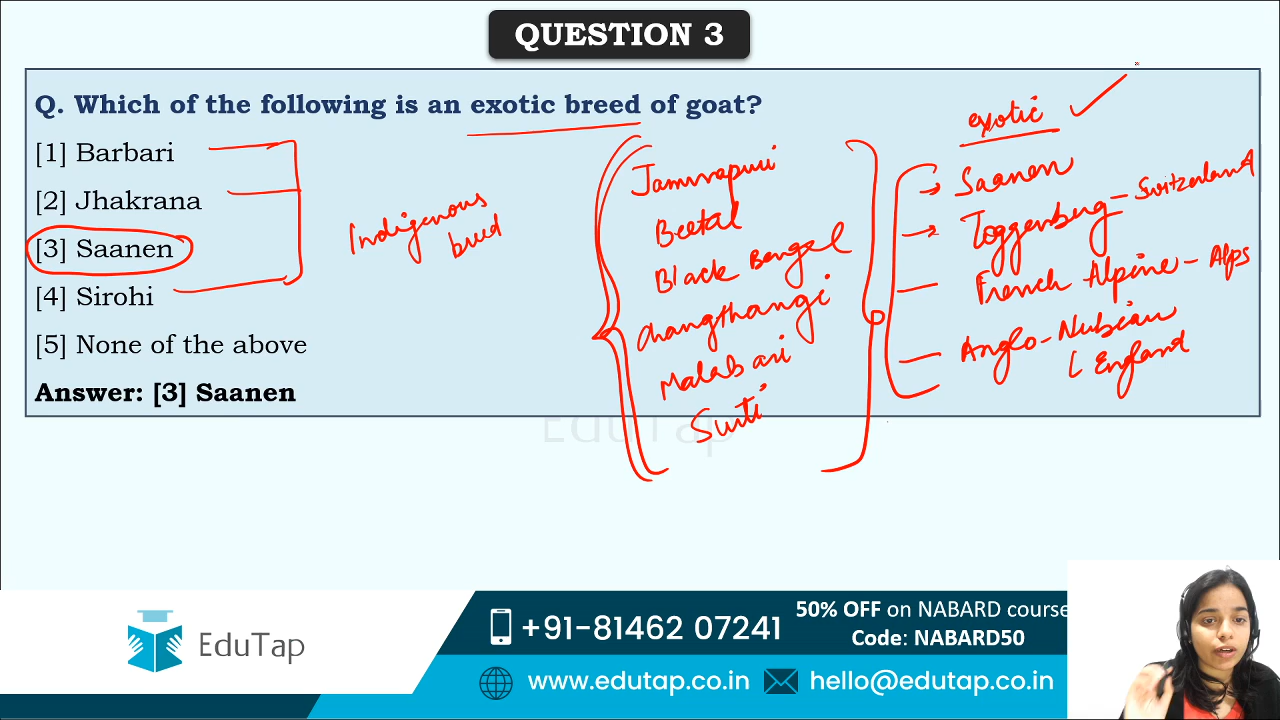 QUESTION 3
Q. Which of the following is an exotic breed of goat?
[1] Barbari
[2] Jhakrana
[3] Saanen
[4] Sirohi
[5] None of the above
Answer: [3] Saanen
Indigenous
breed
Jamnapuri
Beetal
Black Bengal
Changthangi
Malabari
Surti
exotic
Saanen
Toggenberg - Switzerland
French Alpine - Alps
Anglo-Nubian
England
EduTap
EduTap
+91-81462 07241
50% OFF on NABARD course
Code: NABARD50
www.edutap.co.in
hello@edutap.co.in